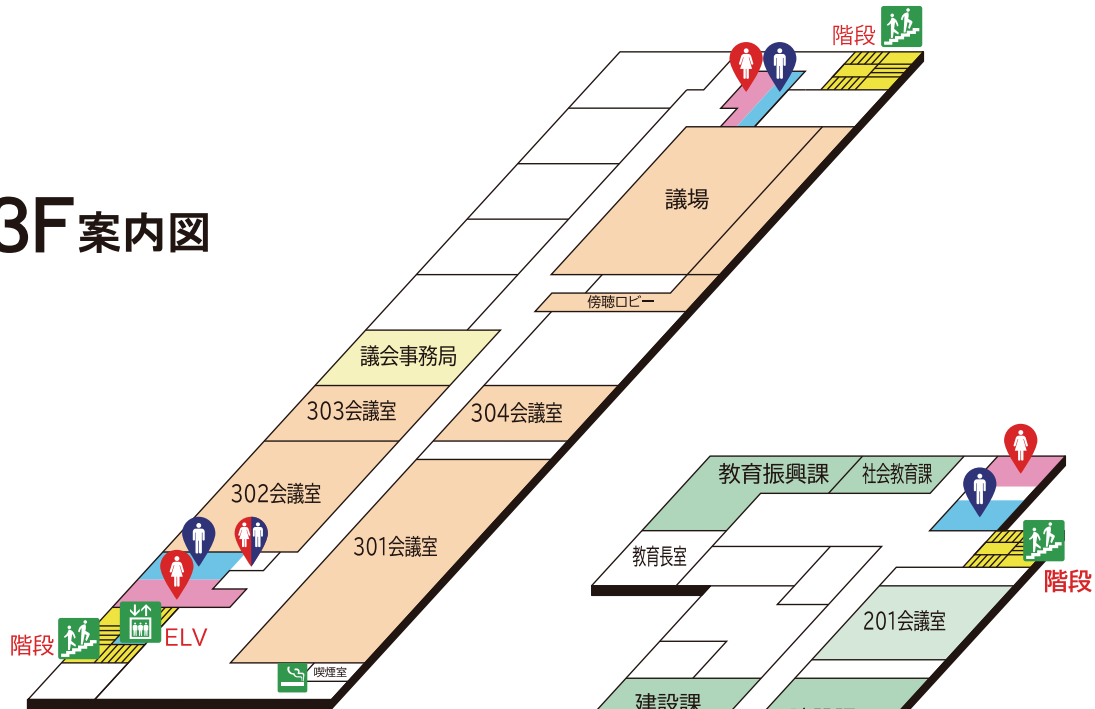 階段
3F案内図
議場
傍聴ロビー
議会事務局
303会議室
304会議室
302会議室
301会議室
階段
ELV
喫煙室
教育振興課
社会教育課
教育長室
階段
201会議室
建設課